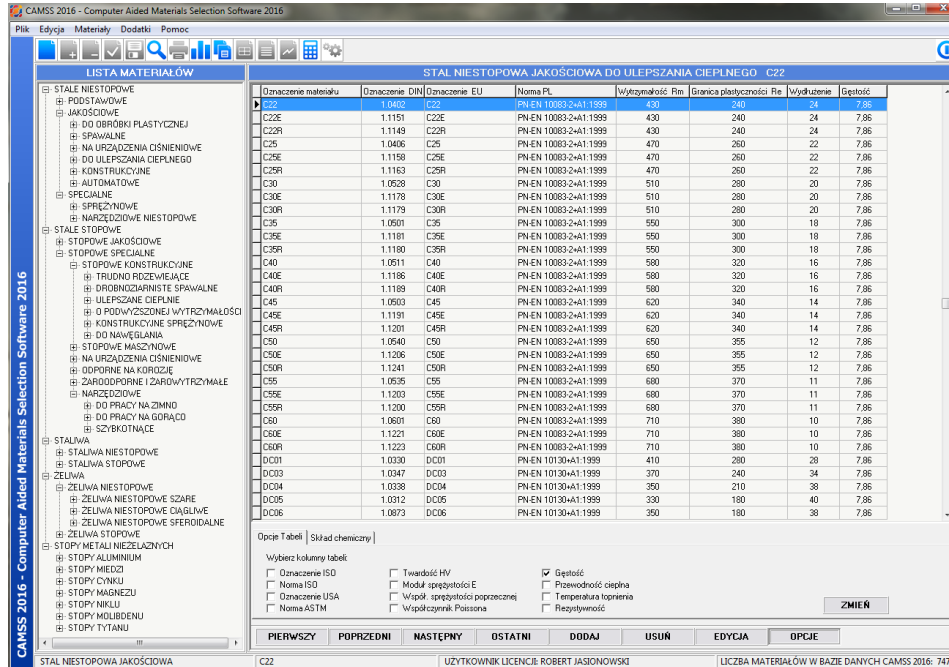 CAMSS 2016 - Computer Aided Materials Selection Software 2016
Plik Edycja Materiały Dodatki Pomoc
LISTA MATERIAŁÓW
STALE NIESTOPOWE
PODSTAWOWE
JAKOŚCIOWE
DO OBRÓBKI PLASTYCZNEJ
SPAWALNE
NA URZĄDZENIA CIŚNIENIOWE
DO ULEPSZANIA CIEPLNEGO
KONSTRUKCYJNE
AUTOMATOWE
SPECJALNE
SPRĘŻYNOWE
NARZĘDZIOWE NIESTOPOWE
STALE STOPOWE
STOPOWE JAKOŚCIOWE
STOPOWE SPECJALNE
STOPOWE KONSTRUKCYJNE
TRUDNO RDZEWIEJĄCE
DROBNOZIARNISTE SPAWALNE
ULEPSZANE CIEPLNIE
O PODWYŻSZONEJ WYTRZYMAŁOŚCI
KONSTRUKCYJNE SPRĘŻYNOWE
DO NAWĘGLANIA
STOPOWE MASZYNOWE
NA URZĄDZENIA CIŚNIENIOWE
ODPORNE NA KOROZJĘ
ŻAROODPORNE I ŻAROWYTRZYMAŁE
NARZĘDZIOWE
DO PRACY NA ZIMNO
DO PRACY NA GORĄCO
SZYBKOTNĄCE
STALIWA
STALIWA NIESTOPOWE
STALIWA STOPOWE
ŻELIWA
ŻELIWA NIESTOPOWE
ŻELIWA NIESTOPOWE SZARE
ŻELIWA NIESTOPOWE CIĄGLIWE
ŻELIWA NIESTOPOWE SFEROIDALNE
ŻELIWA STOPOWE
STOPY METALI NIEŻELAZNYCH
STOPY ALUMINIUM
STOPY MIEDZI
STOPY CYNKU
STOPY MAGNEZU
STOPY NIKLU
STOPY MOLIBDENU
STOPY TYTANU
CAMSS 2016 - Computer Aided Materials Selection Software 2016
STAL NIESTOPOWA JAKOŚCIOWA DO ULEPSZANIA CIEPLNEGO C22
Oznaczenie materiału Oznaczenie DIN Oznaczenie EU Norma PL Wytrzymałość Rm Granica plastyczności Re Wydłużenie Gęstość
C22 1.0402 C22 PN-EN 10083-2+A1:1999 430 240 24 7,86
C22E 1.1151 C22E PN-EN 10083-2+A1:1999 430 240 24 7,86
C22R 1.1149 C22R PN-EN 10083-2+A1:1999 430 240 24 7,86
C25 1.0406 C25 PN-EN 10083-2+A1:1999 470 260 22 7,86
C25E 1.1158 C25E PN-EN 10083-2+A1:1999 470 260 22 7,86
C25R 1.1163 C25R PN-EN 10083-2+A1:1999 470 260 22 7,86
C30 1.0528 C30 PN-EN 10083-2+A1:1999 510 280 20 7,86
C30E 1.1178 C30E PN-EN 10083-2+A1:1999 510 280 20 7,86
C30R 1.1179 C30R PN-EN 10083-2+A1:1999 510 280 20 7,86
C35 1.0501 C35 PN-EN 10083-2+A1:1999 550 300 18 7,86
C35E 1.1181 C35E PN-EN 10083-2+A1:1999 550 300 18 7,86
C35R 1.1180 C35R PN-EN 10083-2+A1:1999 550 300 18 7,86
C40 1.0511 C40 PN-EN 10083-2+A1:1999 580 320 16 7,86
C40E 1.1186 C40E PN-EN 10083-2+A1:1999 580 320 16 7,86
C40R 1.1189 C40R PN-EN 10083-2+A1:1999 580 320 16 7,86
C45 1.0503 C45 PN-EN 10083-2+A1:1999 620 340 14 7,86
C45E 1.1191 C45E PN-EN 10083-2+A1:1999 620 340 14 7,86
C45R 1.1201 C45R PN-EN 10083-2+A1:1999 620 340 14 7,86
C50 1.0540 C50 PN-EN 10083-2+A1:1999 650 355 12 7,86
C50E 1.1206 C50E PN-EN 10083-2+A1:1999 650 355 12 7,86
C50R 1.1241 C50R PN-EN 10083-2+A1:1999 650 355 12 7,86
C55 1.0535 C55 PN-EN 10083-2+A1:1999 680 370 11 7,86
C55E 1.1203 C55E PN-EN 10083-2+A1:1999 680 370 11 7,86
C55R 1.1200 C55R PN-EN 10083-2+A1:1999 680 370 11 7,86
C60 1.0601 C60 PN-EN 10083-2+A1:1999 710 380 10 7,86
C60E 1.1221 C60E PN-EN 10083-2+A1:1999 710 380 10 7,86
C60R 1.1223 C60R PN-EN 10083-2+A1:1999 710 380 10 7,86
DC01 1.0330 DC01 PN-EN 10130+A1:1999 410 280 28 7,86
DC03 1.0347 DC03 PN-EN 10130+A1:1999 370 240 34 7,86
DC04 1.0338 DC04 PN-EN 10130+A1:1999 350 210 38 7,86
DC05 1.0312 DC05 PN-EN 10130+A1:1999 330 180 40 7,86
DC06 1.0873 DC06 PN-EN 10130+A1:1999 350 180 38 7,86
Opcje Tabeli Skład chemiczny
Wybierz kolumny tabeli:
Oznaczenie ISO Twardość HV Gęstość
Norma ISO Moduł sprężystości E Przewodność cieplna
Oznaczenie USA Współ. sprężystości poprzecznej Temperatura topnienia
Norma ASTM Współczynnik Poissona Rezystywność
ZMIEŃ
PIERWSZY POPRZEDNI NASTĘPNY OSTATNI DODAJ USUŃ EDYCJA OPCJE
STAL NIESTOPOWA JAKOŚCIOWA C22 UŻYTKOWNIK LICENCJI: ROBERT JASIONOWSKI LICZBA MATERIAŁÓW W BAZIE DANYCH CAMSS 2016: 747